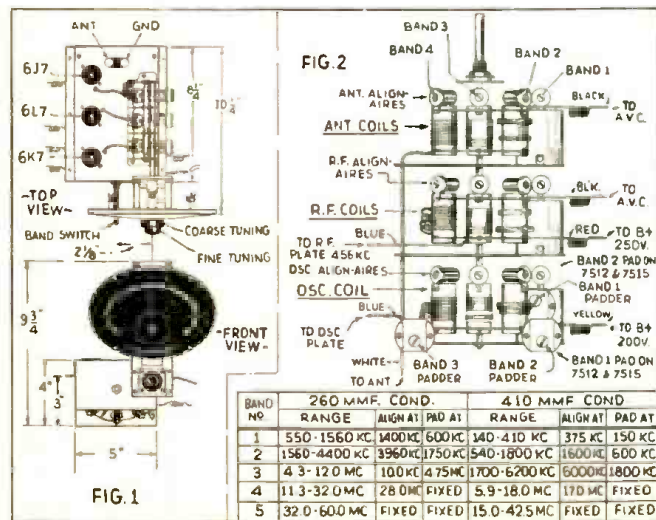 ANT GND
6J7
6L7
6K7
8 1/4"
10 1/4"
-TOP VIEW-
BAND SWITCH
COARSE TUNING
FINE TUNING
2 1/8"
9 3/4
-FRONT VIEW-
4"
3"
5"
FIG.1
FIG.2
BAND 3
BAND 4
BAND 2
BAND 1
ANT. ALIGN-AIRES
BLACK
TO A.V.C.
ANT COILS
R.F. ALIGN-AIRES
BLK.
TO A.V.C.
R.F. COILS
RED
TO B+ 250V.
BLUE
TO R.F. PLATE 456KC
OSC ALIGN-AIRES
BAND 2 PAD ON 7512 & 7515
BAND 1 PADDER
OSC. COIL
BLUE
YELLOW
TO B+ 200V.
TO OSC PLATE
WHITE
TO ANT
BAND 3 PADDER
BAND 2 PADDER
BAND 1 PAD ON 7512 & 7515
BAND NO. 260 MMF. COND. 410 MMF COND
RANGE ALIGN AT PAD AT RANGE ALIGN AT PAD AT
1 550-1560 KC 1400 KC 600 KC 140-410 KC 375 KC 150 KC
2 1560-4400 KC 3960 KC 1750 KC 540-1800 KC 1600 KC 600 KC
3 4.3-12.0 MC 10.0 KC 4.75 MC 1700-6200 KC 6000 KC 1800 KC
4 11.3-32.0 MC 28.0 MC FIXED 5.9-18.0 MC 17.0 MC FIXED
5 32.0-60.0 MC FIXED FIXED 15.0-42.5 MC FIXED FIXED